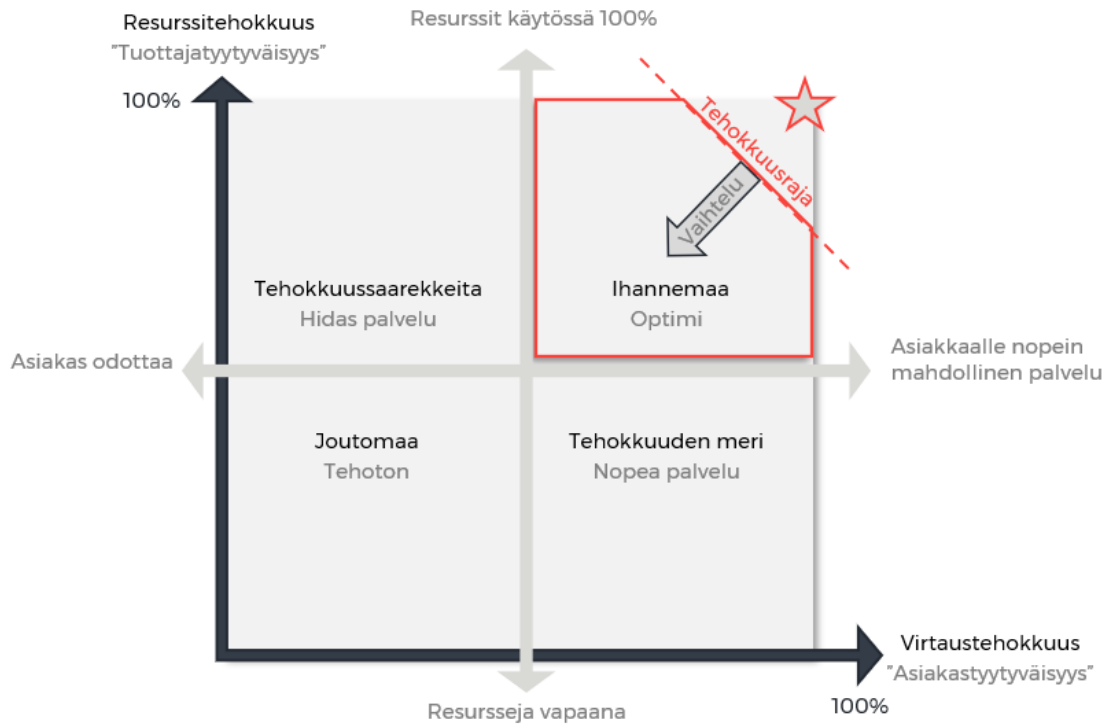 Resurssitehokkuus
"Tuottajatyytyväisyys"
Resurssit käytössä 100%
100%
Tehokkuusraja
Vaihtelu
Tehokkuussaarekkeita
Hidas palvelu
Ihannemaa
Optimi
Asiakas odottaa
Asiakkaalle nopein
mahdollinen palvelu
Joutomaa
Tehoton
Tehokkuuden meri
Nopea palvelu
Virtaustehokkuus
"Asiakastyytyväisyys"
100%
Resursseja vapaana